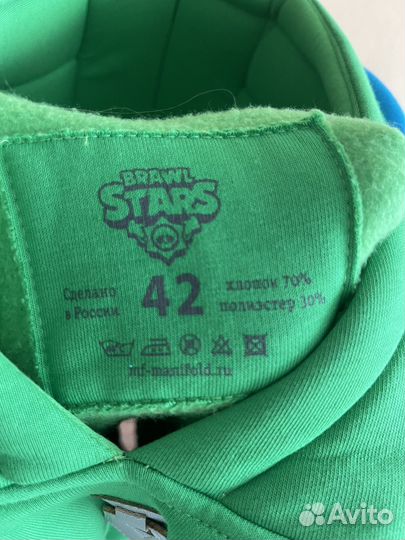 BRAWL
STARS
Сделано
в России
42
хлопок 70%
полиэстер 30%
mf-manifold.ru
Avito